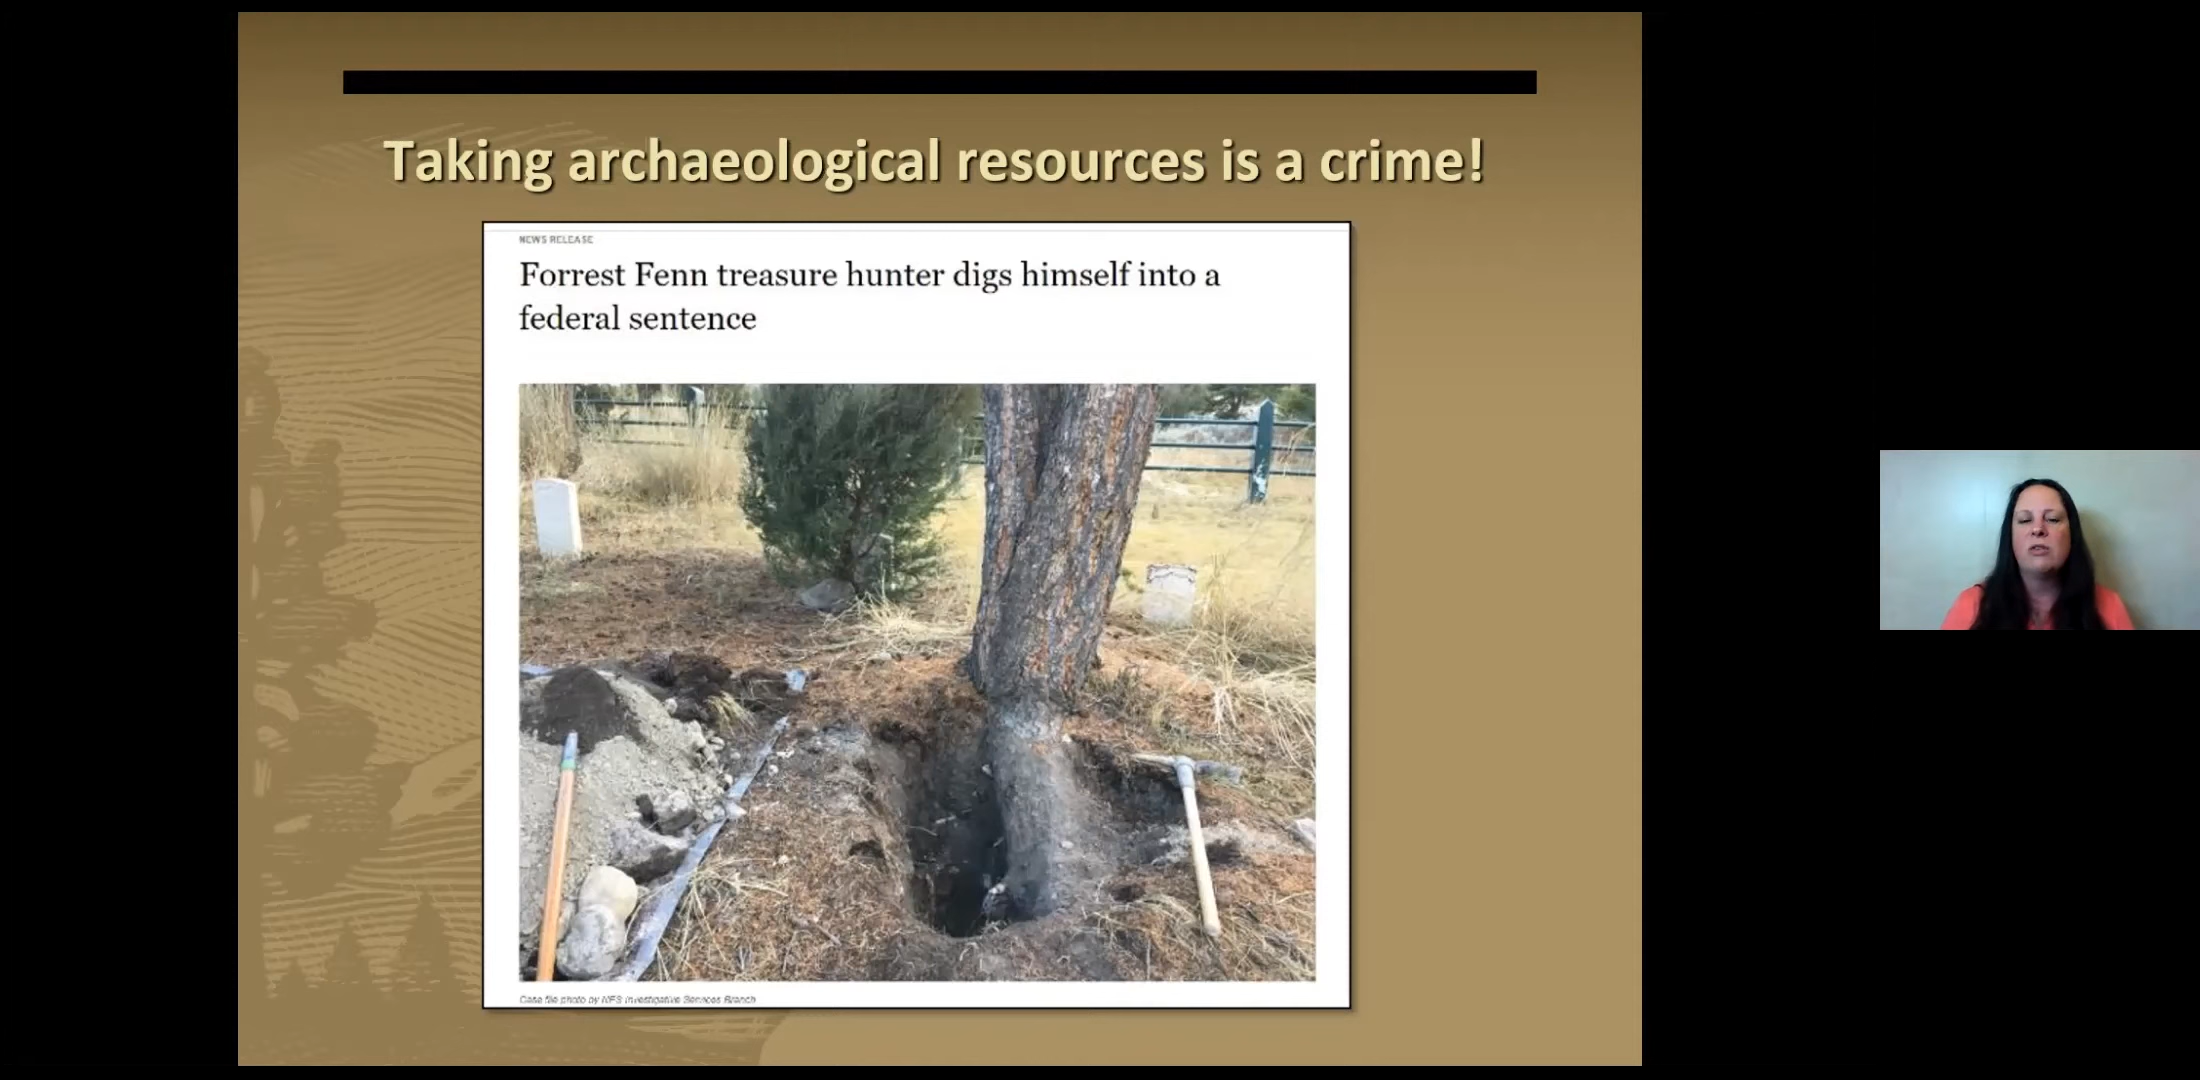 Taking archaeological resources is a crime!
NEWS RELEASE
Forrest Fenn treasure hunter digs himself into a
federal sentence
Case file photo by NPS Investigative Services Branch